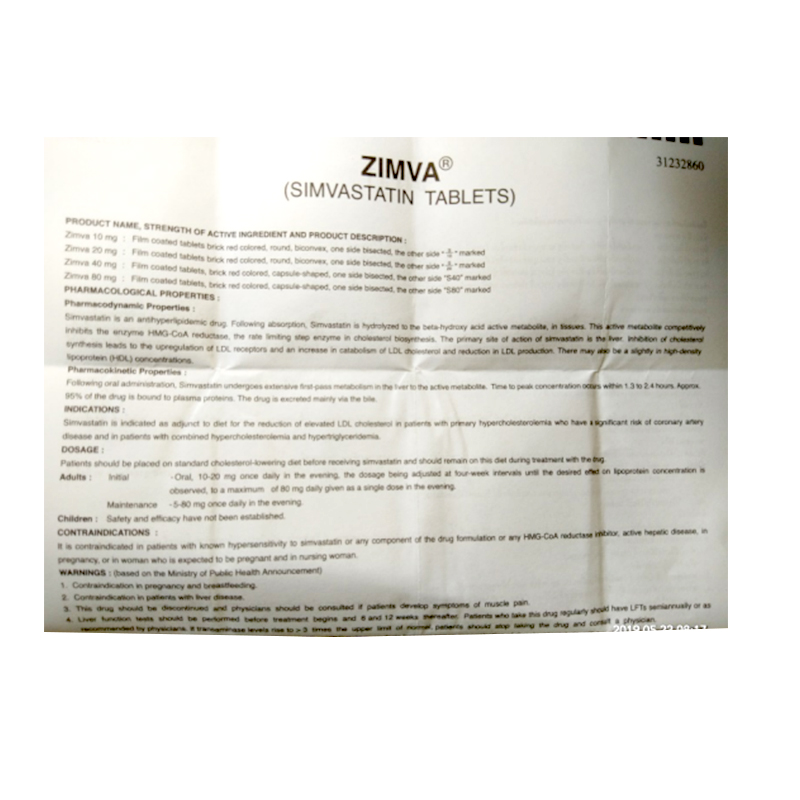 31232860
ZIMVA®
(SIMVASTATIN TABLETS)
PRODUCT NAME, STRENGTH OF ACTIVE INGREDIENT AND PRODUCT DESCRIPTION :
Zimva 10 mg : Film coated tablets brick red colored, round, biconvex, one side bisected, the other side " " marked
Zimva 20 mg : Film coated tablets, brick red colored, round, biconvex, one side bisected, the other side " " marked
Zimva 40 mg : Film coated tablets, brick red colored, capsule-shaped, one side bisected, the other side "S40" marked
Zimva 80 mg : Film coated tablets, brick red colored, capsule-shaped, one side bisected, the other side "S80" marked
PHARMACOLOGICAL PROPERTIES :
Pharmacodynamic Properties :
Simvastatin is an antihyperlipidemic drug. Following absorption, Simvastatin is hydrolyzed to the beta-hydroxy acid active metabolite, in tissues. This active metabolite competitively
inhibits the enzyme HMG-CoA reductase, the rate limiting step enzyme in cholesterol biosynthesis. The primary site of action of simvastatin is the liver. Inhibition of cholesterol
synthesis leads to the upregulation of LDL receptors and an increase in catabolism of LDL cholesterol and reduction in LDL production. There may also be a slightly in high-density
lipoprotein (HDL) concentrations.
Pharmacokinetic Properties :
Following oral administration, Simvastatin undergoes extensive first-pass metabolism in the liver to the active metabolite. Time to peak concentration occurs within 1.3 to 2.4 hours. Approx.
95% of the drug is bound to plasma proteins. The drug is excreted mainly via the bile.
INDICATIONS :
Simvastatin is indicated as adjunct to diet for the reduction of elevated LDL cholesterol in patients with primary hypercholesterolemia who have a significant risk of coronary artery
disease and in patients with combined hypercholesterolemia and hypertriglyceridemia.
DOSAGE :
Patients should be placed on standard cholesterol-lowering diet before receiving simvastatin and should remain on this diet during treatment with the drug.
Adults : Initial -Oral, 10-20 mg once daily in the evening, the dosage being adjusted at four-week intervals until the desired effect on lipoprotein concentration is
observed, to a maximum of 80 mg daily given as a single dose in the evening.
Maintenance -5-80 mg once daily in the evening.
Children : Safety and efficacy have not been established.
CONTRAINDICATIONS :
It is contraindicated in patients with known hypersensitivity to simvastatin or any component of the drug formulation or any HMG-CoA reductase inhibitor, active hepatic disease, in
pregnancy, or in woman who is expected to be pregnant and in nursing woman.
WARNINGS : (based on the Ministry of Public Health Announcement)
1. Contraindication in pregnancy and breastfeeding.
2. Contraindication in patients with liver disease.
3. This drug should be discontinued and physicians should be consulted if patients develop symptoms of muscle pain.
4. Liver function tests should be performed before treatment begins and 6 and 12 weeks thereafter. Patients who take this drug regularly should have LFTs semiannually or as
recommended by physicians. If transaminase levels rise to > 3 times the upper limit of normal, patients should stop taking the drug and consult a physician.
2019.05.23 08:17